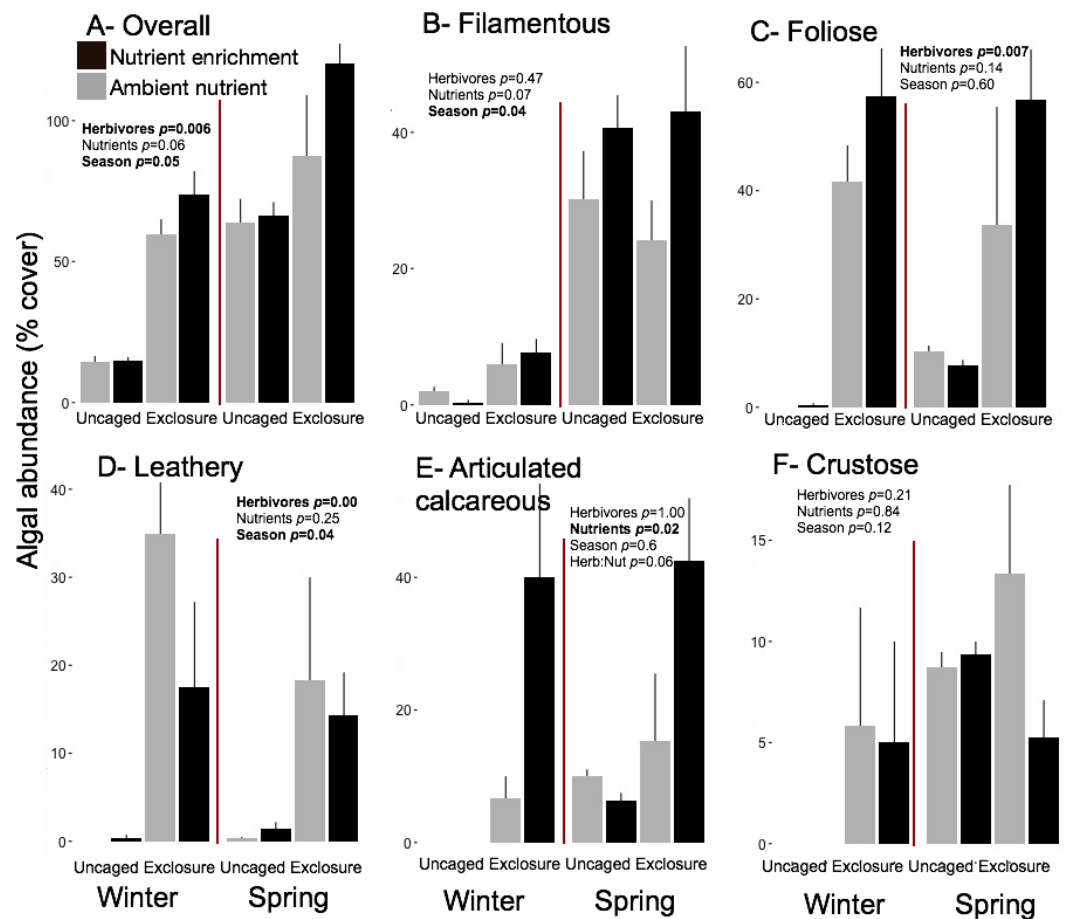 A- Overall
Nutrient enrichment
Ambient nutrient
Herbivores p=0.006
Nutrients p=0.06
Season p=0.05
100-
50-
0-
Uncaged Exclosure Uncaged Exclosure
B- Filamentous
Herbivores p=0.47
Nutrients p=0.07
Season p=0.04
40-
20-
0-
Uncaged Exclosure Uncaged Exclosure
C- Foliose
Herbivores p=0.007
Nutrients p=0.14
Season p=0.60
60-
40-
20-
0-
Uncaged Exclosure Uncaged Exclosure
Algal abundance (% cover)
D- Leathery
Herbivores p=0.00
Nutrients p=0.25
Season p=0.04
40-
30-
20-
10-
0-
Uncaged Exclosure Uncaged Exclosure
Winter Spring
E- Articulated
calcareous
Herbivores p=1.00
Nutrients p=0.02
Season p=0.6
Herb:Nut p=0.06
40-
20-
0-
Uncaged Exclosure Uncaged Exclosure
Winter Spring
F- Crustose
Herbivores p=0.21
Nutrients p=0.84
Season p=0.12
15-
10-
5-
0-
Uncaged Exclosure Uncaged Exclosure
Winter Spring